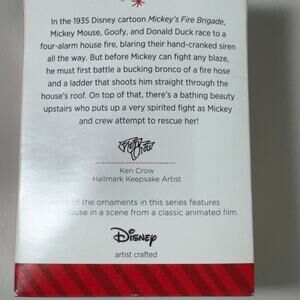 In the 1935 Disney cartoon Mickey's Fire Brigade,
Mickey Mouse, Goofy, and Donald Duck race to a
four-alarm house fire, blaring their hand-cranked siren
all the way. But before Mickey can fight any blaze,
he must first battle a bucking bronco of a fire hose
and a ladder that shoots him straight through the
house's roof. On top of that, there's a bathing beauty
upstairs who puts up a very spirited fight as Mickey
and crew attempt to rescue her!
Ken Crow
Hallmark Keepsake Artist
of the ornaments in this series features
in a scene from a classic animated film.
Disney
artist crafted